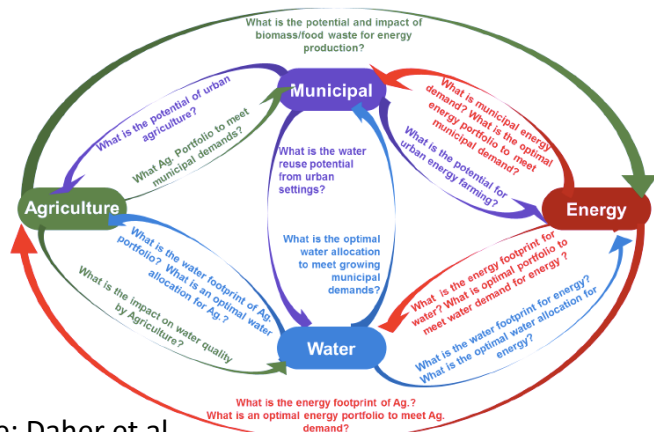 What is the potential and impact of
biomass/food waste for energy
production?
Municipal
What is the potential of urban
agriculture?
What Ag. Portfolio to meet
municipal demands?
What is municipal energy
demand? What is the optimal
energy portfolio to meet
municipal demand?
What is the potential for
urban energy farming?
What is the water
reuse potential
from urban
settings?
Agriculture
Energy
What is the optimal
water allocation
to meet growing
municipal
demands?
What is the water footprint of Ag.
portfolio? What is an optimal water
allocation for Ag.?
What is the impact on water quality
by Agriculture?
What is the energy footprint for
water? What is optimal portfolio to
meet water demand for energy ?
What is the water footprint for energy?
What is the optimal water allocation for
energy?
Water
What is the energy footprint of Ag.?
What is an optimal energy portfolio to meet Ag.
demand?
Daher et al